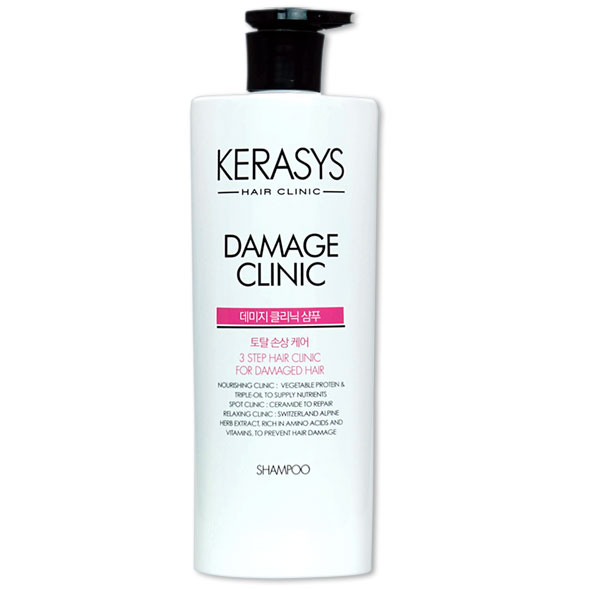 KERASYS
HAIR CLINIC
DAMAGE
CLINIC
데미지 클리닉 샴푸
토탈 손상 케어
3 STEP HAIR CLINIC
FOR DAMAGED HAIR
NOURISHING CLINIC : VEGETABLE PROTEIN &
TRIPLE-OIL TO SUPPLY NUTRIENTS
SPOT CLINIC : CERAMIDE TO REPAIR
RELAXING CLINIC : SWITZERLAND ALPINE
HERB EXTRACT, RICH IN AMINO ACIDS AND
VITAMINS, TO PREVENT HAIR DAMAGE
SHAMPOO